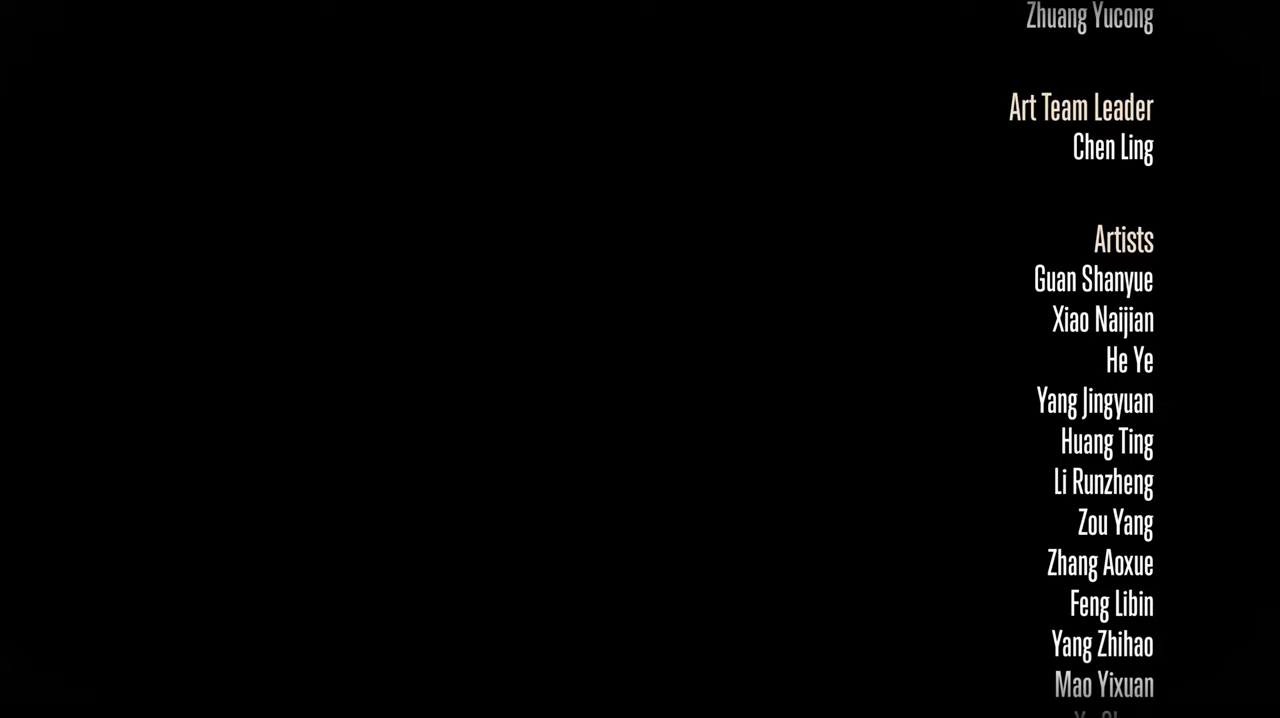 Zhuang Yucong
Art Team Leader
Chen Ling
Artists
Guan Shanyue
Xiao Naijian
He Ye
Yang Jingyuan
Huang Ting
Li Runzheng
Zou Yang
Zhang Aoxue
Feng Libin
Yang Zhihao
Mao Yixuan